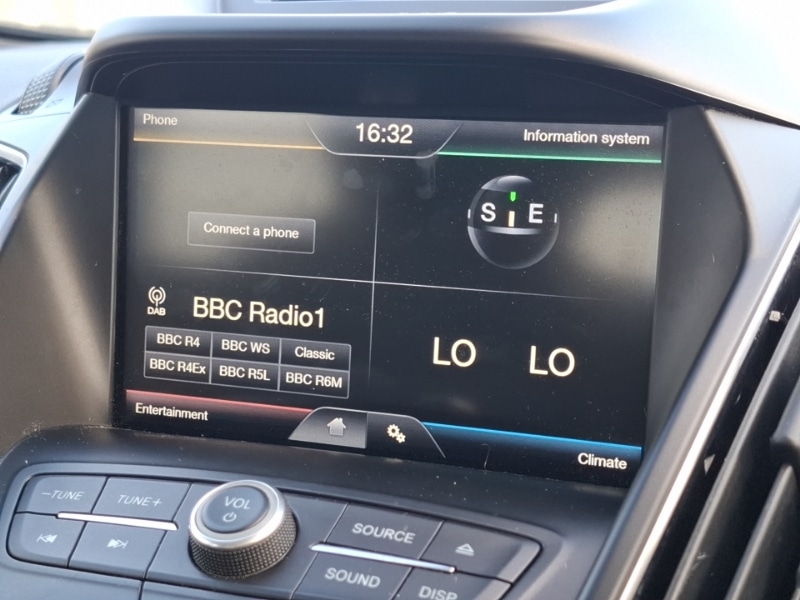 Phone
16:32
Information system
S E
Connect a phone
DAB
BBC Radio1
BBC R4 BBC WS Classic
BBC R4Ex BBC R5L BBC R6M
LO LO
Entertainment
Climate
−TUNE TUNE+
VOL
SOURCE
SOUND
DISP